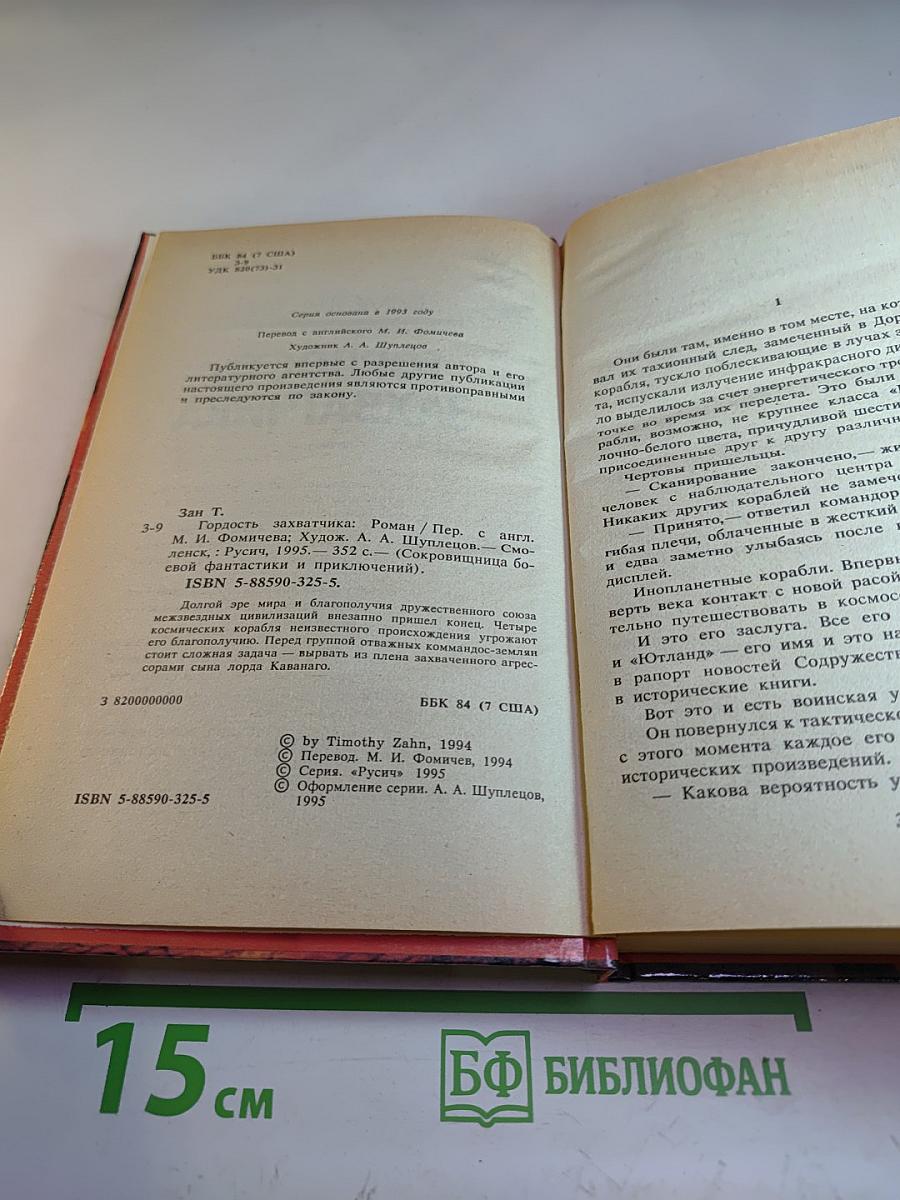 ББК 84 (7 США)
З-9
УДК 820(73)-31
Серия основана в 1993 году
Перевод с английского М. И. Фомичева
Художник А. А. Шуплецов
Публикуется впервые с разрешения автора и его
литературного агентства. Любые другие публикации
настоящего произведения являются противоправными
и преследуются по закону.
Зан Т.
З-9 Гордость захватчика: Роман / Пер. с англ.
М. И. Фомичева; Худож. А. А. Шуплецов.— Смо-
ленск, : Русич, 1995.— 352 с.— (Сокровищница бо-
евой фантастики и приключений).
ISBN 5-88590-325-5.
Долгой эре мира и благополучия дружественного союза
межзвездных цивилизаций внезапно пришел конец. Четыре
космических корабля неизвестного происхождения угрожают
его благополучию. Перед группой отважных коммандос-землян
стоит сложная задача — вырвать из плена захваченного агрес-
сорами сына лорда Каванаго.
З 8200000000
ББК 84 (7 США)
© by Timothy Zahn, 1994
© Перевод. М. И. Фомичев, 1994
© Серия. «Русич» 1995
© Оформление серии. А. А. Шуплецов,
1995
ISBN 5-88590-325-5
1
Они были там, именно в том месте, на кот
вал их тахионный след, замеченный в Дор
корабля, тускло поблескивающие в лучах з
та, испускали излучение инфракрасного ди
ло выделилось за счет энергетического тре
точке во время их перелета. Это были
рабли, возможно, не крупнее класса «
лочно-белого цвета, причудливой шести
присоединенные друг к другу различн
Чертовы пришельцы.
— Сканирование закончено,— жи
человек с наблюдательного центра
Никаких других кораблей не замече
— Принято,— ответил командор
гибая плечи, облаченные в жесткий
и едва заметно улыбаясь после
дисплей.
Инопланетные корабли. Впервы
верть века контакт с новой расой
тельно путешествовать в космосе
И это его заслуга. Все его
и «Ютланд» — его имя и это на
в рапорт новостей Содружеств
в исторические книги.
Вот это и есть воинская у
Он повернулся к тактическо
с этого момента каждое его
исторических произведений.
— Какова вероятность у
15 см
БФ БИБЛИОФАН